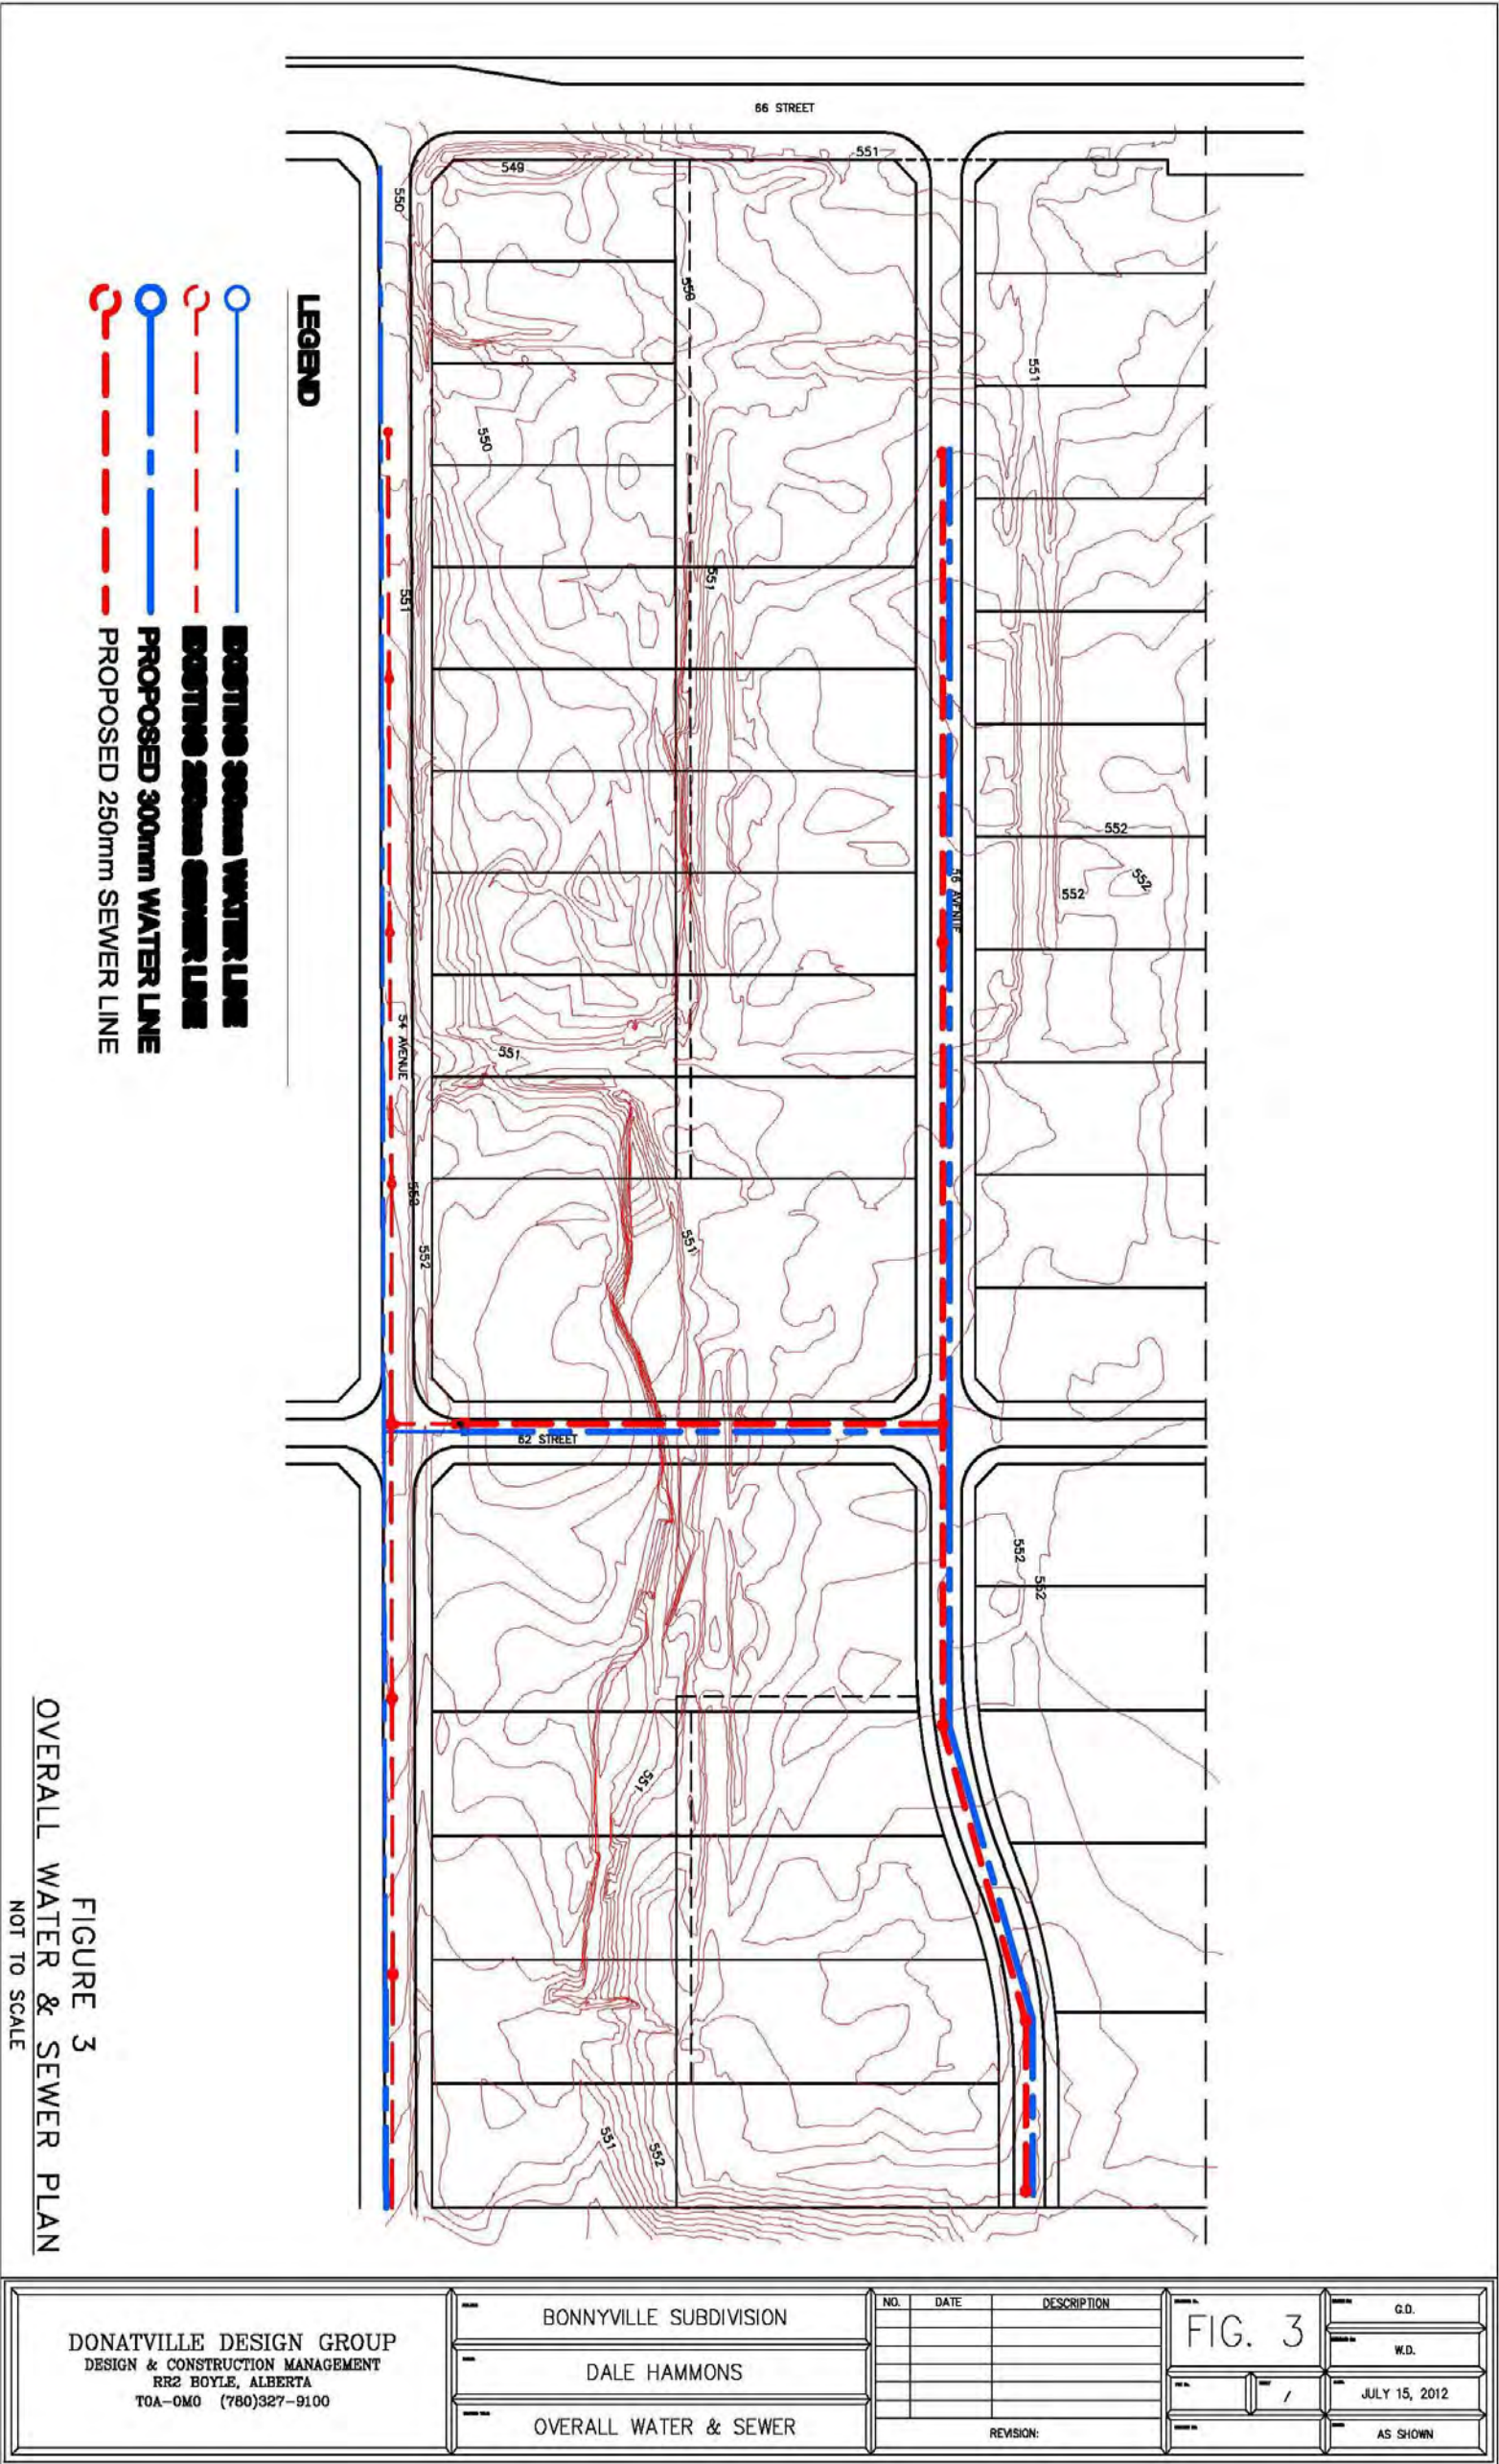 66 STREET
551
549
550
550
551
550
551
551
552
552
552
56 AVENUE
54 AVENUE
551
552
551
62 STREET
552
552
551
551
552
LEGEND
WATER LINE
SEWER LINE
PROPOSED 300mm WATER LINE
PROPOSED 250mm SEWER LINE
FIGURE 3
OVERALL WATER & SEWER PLAN
NOT TO SCALE
DONATVILLE DESIGN GROUP
DESIGN & CONSTRUCTION MANAGEMENT
RR2 BOYLE, ALBERTA
T0A-0M0 (780)327-9100
BONNYVILLE SUBDIVISION
DALE HAMMONS
OVERALL WATER & SEWER
NO. DATE DESCRIPTION
REVISION:
FIG. 3
/
G.D.
W.D.
JULY 15, 2012
AS SHOWN